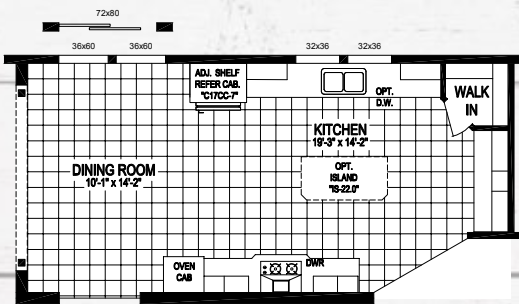 72x80
36x60 36x60
32x36 32x36
ADJ. SHELF
REFER CAB.
"C17CC-7"
OPT.
D.W.
WALK
IN
KITCHEN
19'-3" x 14'-2"
DINING ROOM
10'-1" x 14'-2"
OPT.
ISLAND
"IS-22.0"
OVEN
CAB
DWR